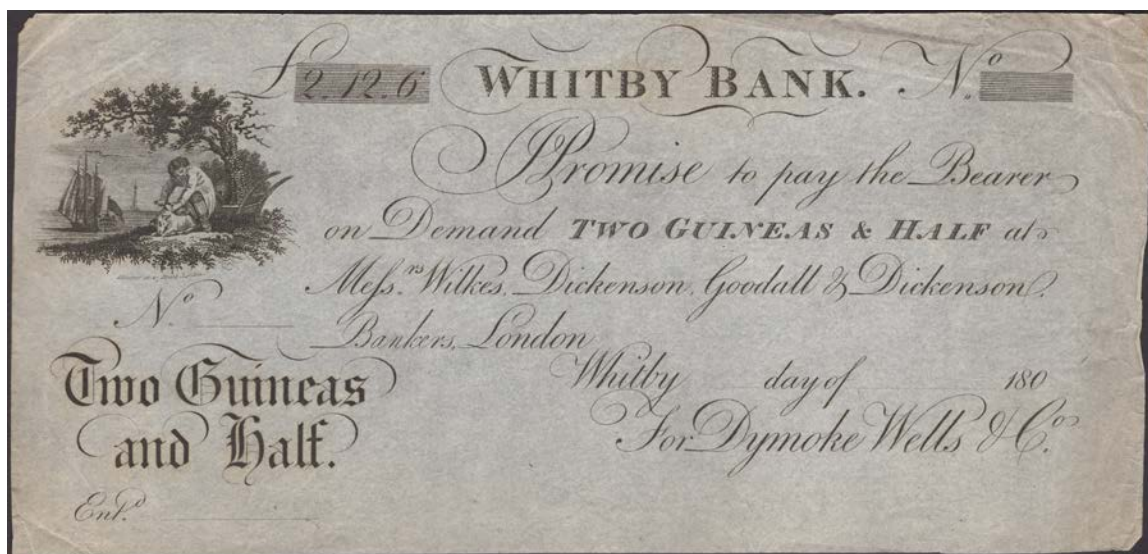 £2.12.6 WHITBY BANK. Nº
I Promise to pay the Bearer
on Demand TWO GUINEAS & HALF at
Meſsrs Wilkes, Dickenson, Goodall & Dickenson.
Bankers, London
Nº
Whitby day of 180
For Dymoke Wells & Cº
Two Guineas
and Half.
Entd